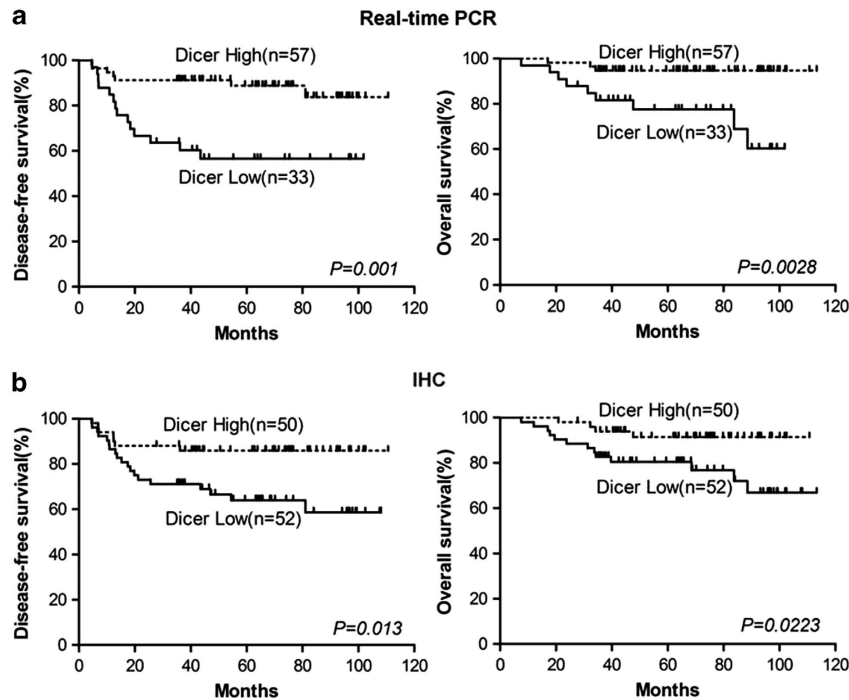 a
Real-time PCR
Disease-free survival(%)
100
80
60
40
20
0
Dicer High(n=57)
Dicer Low(n=33)
P=0.001
0 20 40 60 80 100 120
Months
Overall survival(%)
100
80
60
40
20
0
Dicer High(n=57)
Dicer Low(n=33)
P=0.0028
0 20 40 60 80 100 120
Months
b
IHC
Disease-free survival(%)
100
80
60
40
20
0
Dicer High(n=50)
Dicer Low(n=52)
P=0.013
0 20 40 60 80 100 120
Months
Overall survival(%)
100
80
60
40
20
0
Dicer High(n=50)
Dicer Low(n=52)
P=0.0223
0 20 40 60 80 100 120
Months